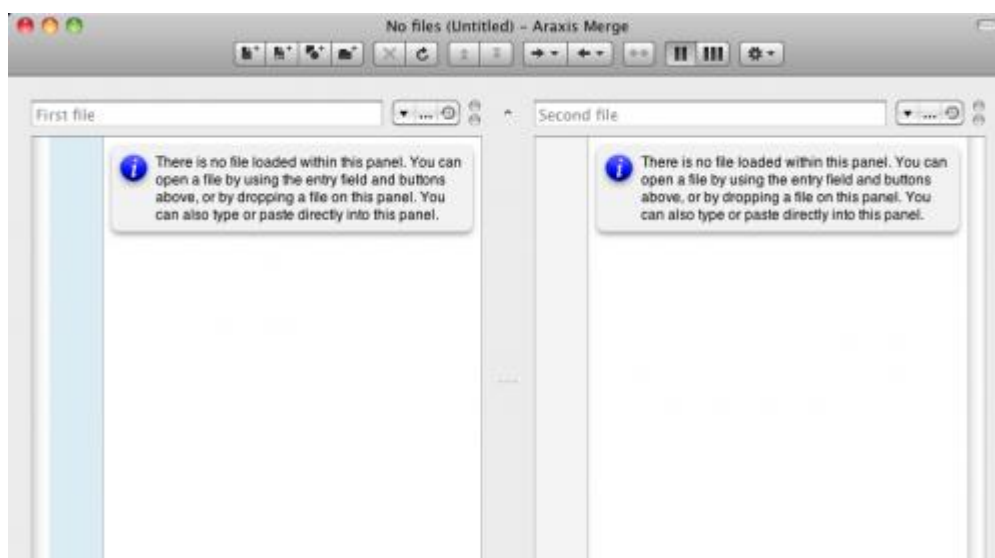 No files (Untitled) – Araxis Merge
First file
Second file
There is no file loaded within this panel. You can
open a file by using the entry field and buttons
above, or by dropping a file on this panel. You
can also type or paste directly into this panel.
There is no file loaded within this panel. You can
open a file by using the entry field and buttons
above, or by dropping a file on this panel. You
can also type or paste directly into this panel.